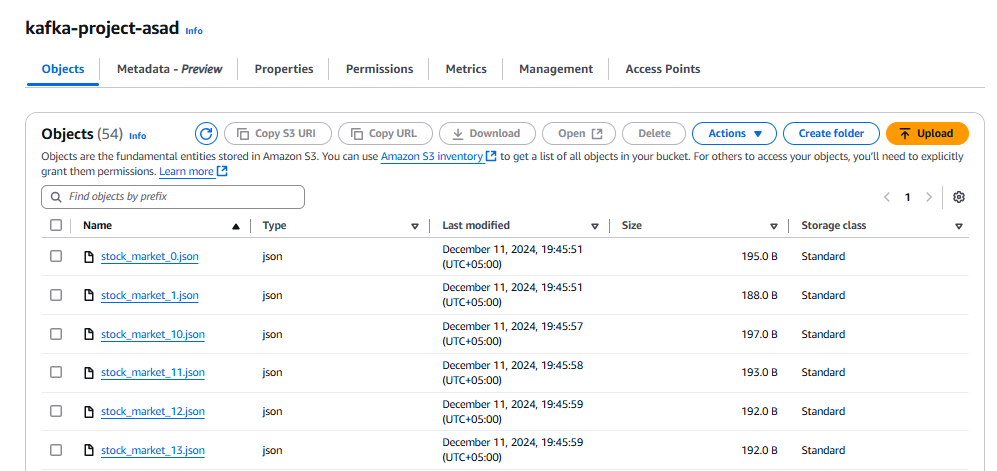 kafka-project-asad Info
Objects Metadata - Preview Properties Permissions Metrics Management Access Points
Objects (54) Info Copy S3 URI Copy URL Download Open Delete Actions Create folder Upload
Objects are the fundamental entities stored in Amazon S3. You can use Amazon S3 inventory to get a list of all objects in your bucket. For others to access your objects, you'll need to explicitly
grant them permissions. Learn more
Find objects by prefix 1
Name Type Last modified Size Storage class
stock_market_0.json json December 11, 2024, 19:45:51 (UTC+05:00) 195.0 B Standard
stock_market_1.json json December 11, 2024, 19:45:51 (UTC+05:00) 188.0 B Standard
stock_market_10.json json December 11, 2024, 19:45:57 (UTC+05:00) 197.0 B Standard
stock_market_11.json json December 11, 2024, 19:45:58 (UTC+05:00) 193.0 B Standard
stock_market_12.json json December 11, 2024, 19:45:59 (UTC+05:00) 192.0 B Standard
stock_market_13.json json December 11, 2024, 19:45:59 (UTC+05:00) 192.0 B Standard